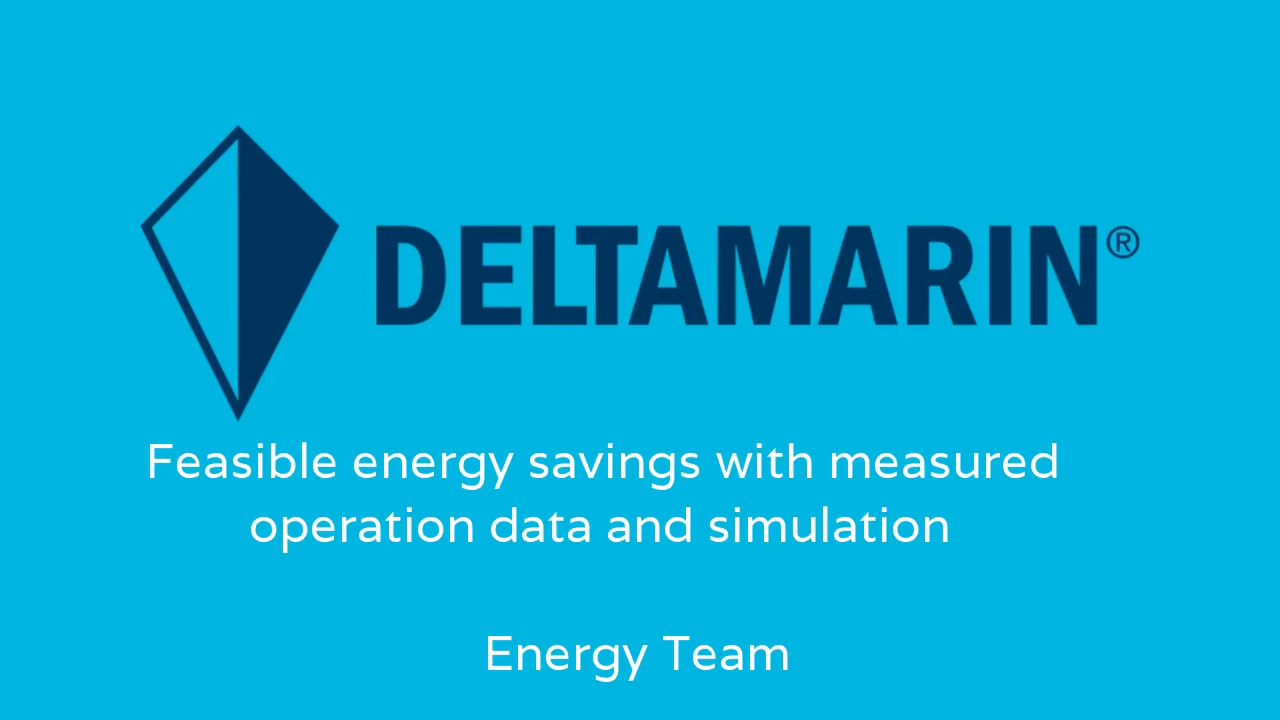 DELTAMARIN®
Feasible energy savings with measured
operation data and simulation
Energy Team